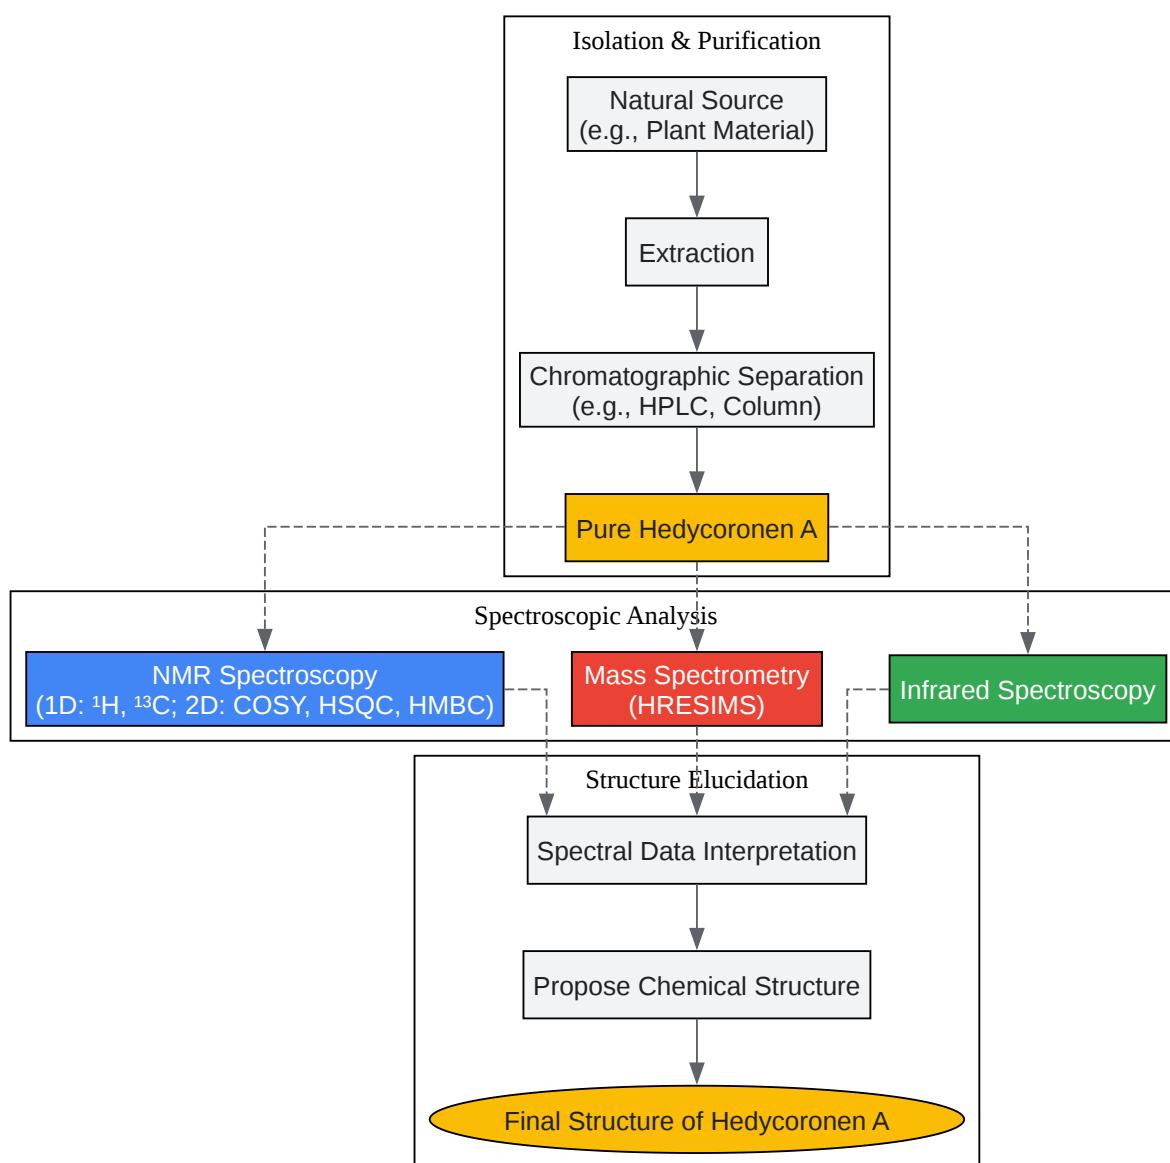 Isolation & Purification
Natural Source
(e.g., Plant Material)
Extraction
Chromatographic Separation
(e.g., HPLC, Column)
Pure Hedycoronen A
Spectroscopic Analysis
NMR Spectroscopy
(1D: ¹H, ¹³C; 2D: COSY, HSQC, HMBC)
Mass Spectrometry
(HRESIMS)
Infrared Spectroscopy
Structure Elucidation
Spectral Data Interpretation
Propose Chemical Structure
Final Structure of Hedycoronen A